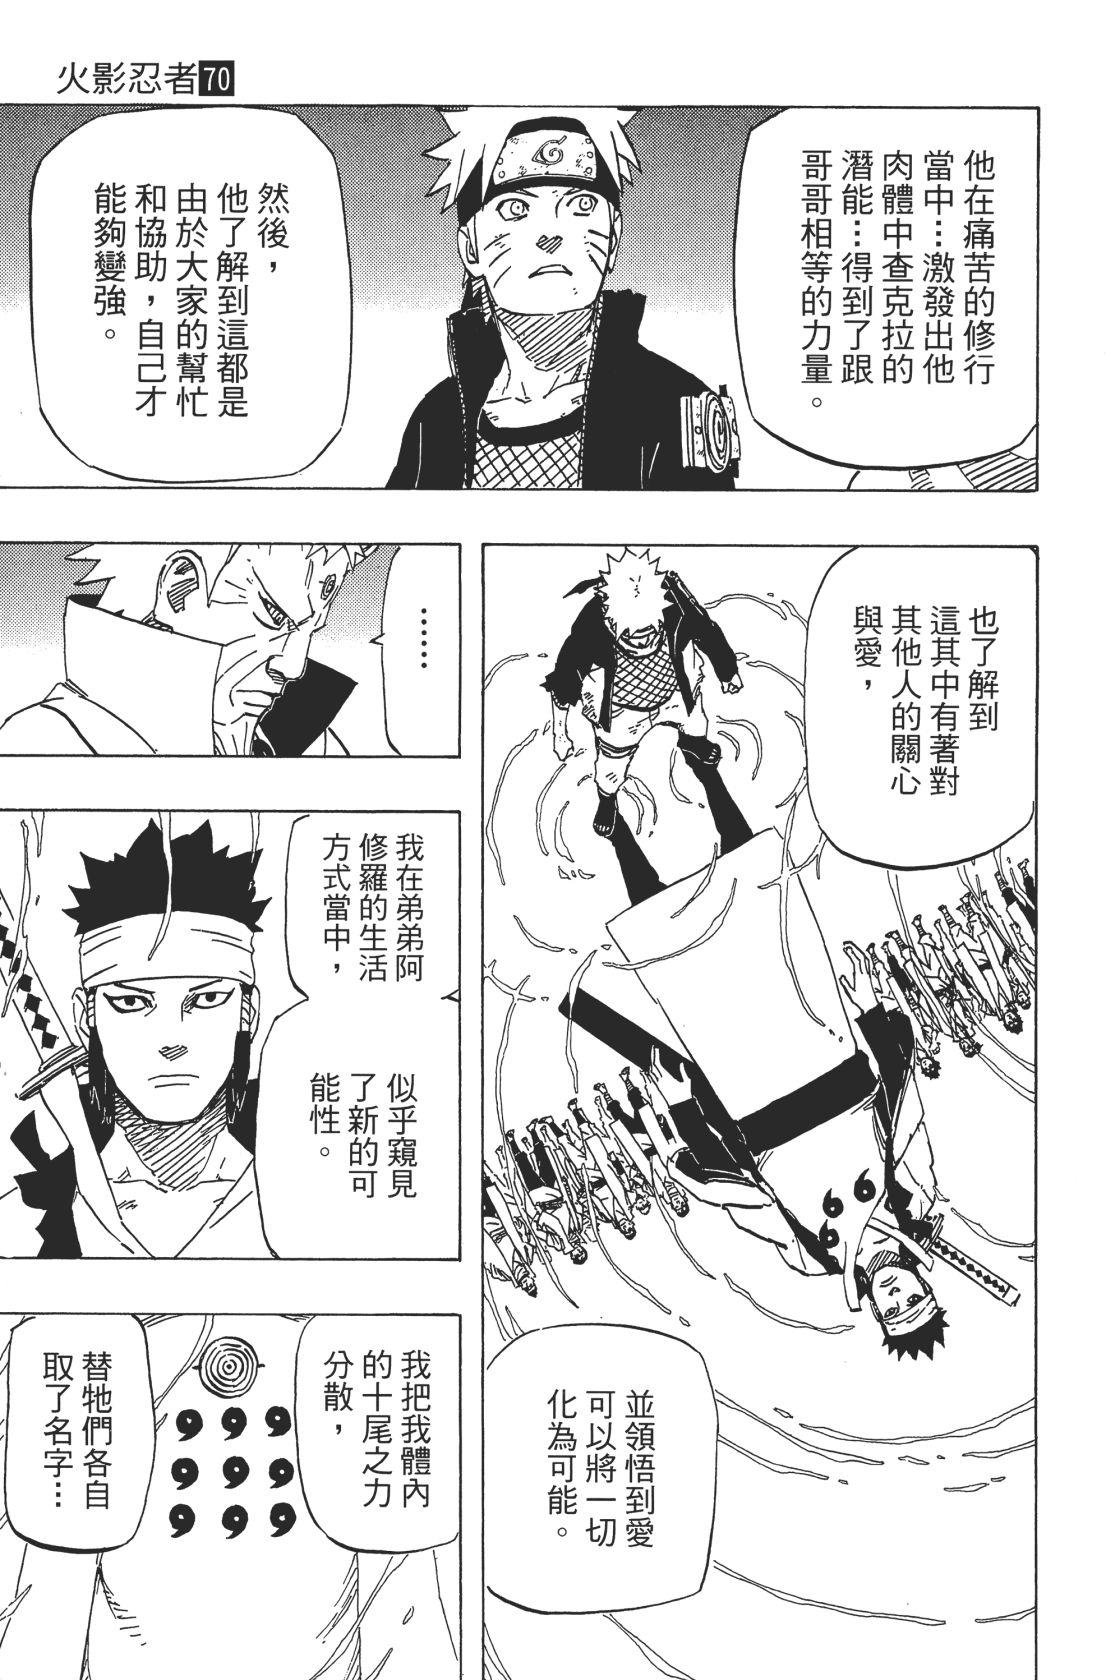 火影忍者70
他在痛苦的修行
當中…激發出他
肉體中查克拉的
潛能…得到了跟
哥哥相等的力量。
然後，
他了解到這都是
由於大家的幫忙
和協助，自己才
能夠變強。
也了解到
這其中有著對
其他人的關心
與愛，
並領悟到愛
可以將一切
化為可能。
……
我在弟弟阿
修羅的生活
方式當中，
似乎窺見
了新的可
能性。
我把我體內
的十尾之力
分散，
替牠們各自
取了名字…